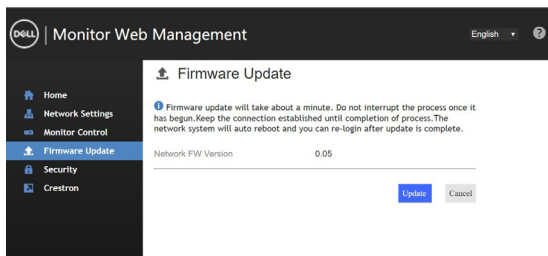 DELL
Monitor Web Management
English
?
Home
Network Settings
Monitor Control
Firmware Update
Security
Crestron
Firmware Update
Firmware update will take about a minute. Do not interrupt the process once it
has begun.Keep the connection established until completion of process.The
network system will auto reboot and you can re-login after update is complete.
Network FW Version 0.05
Update Cancel